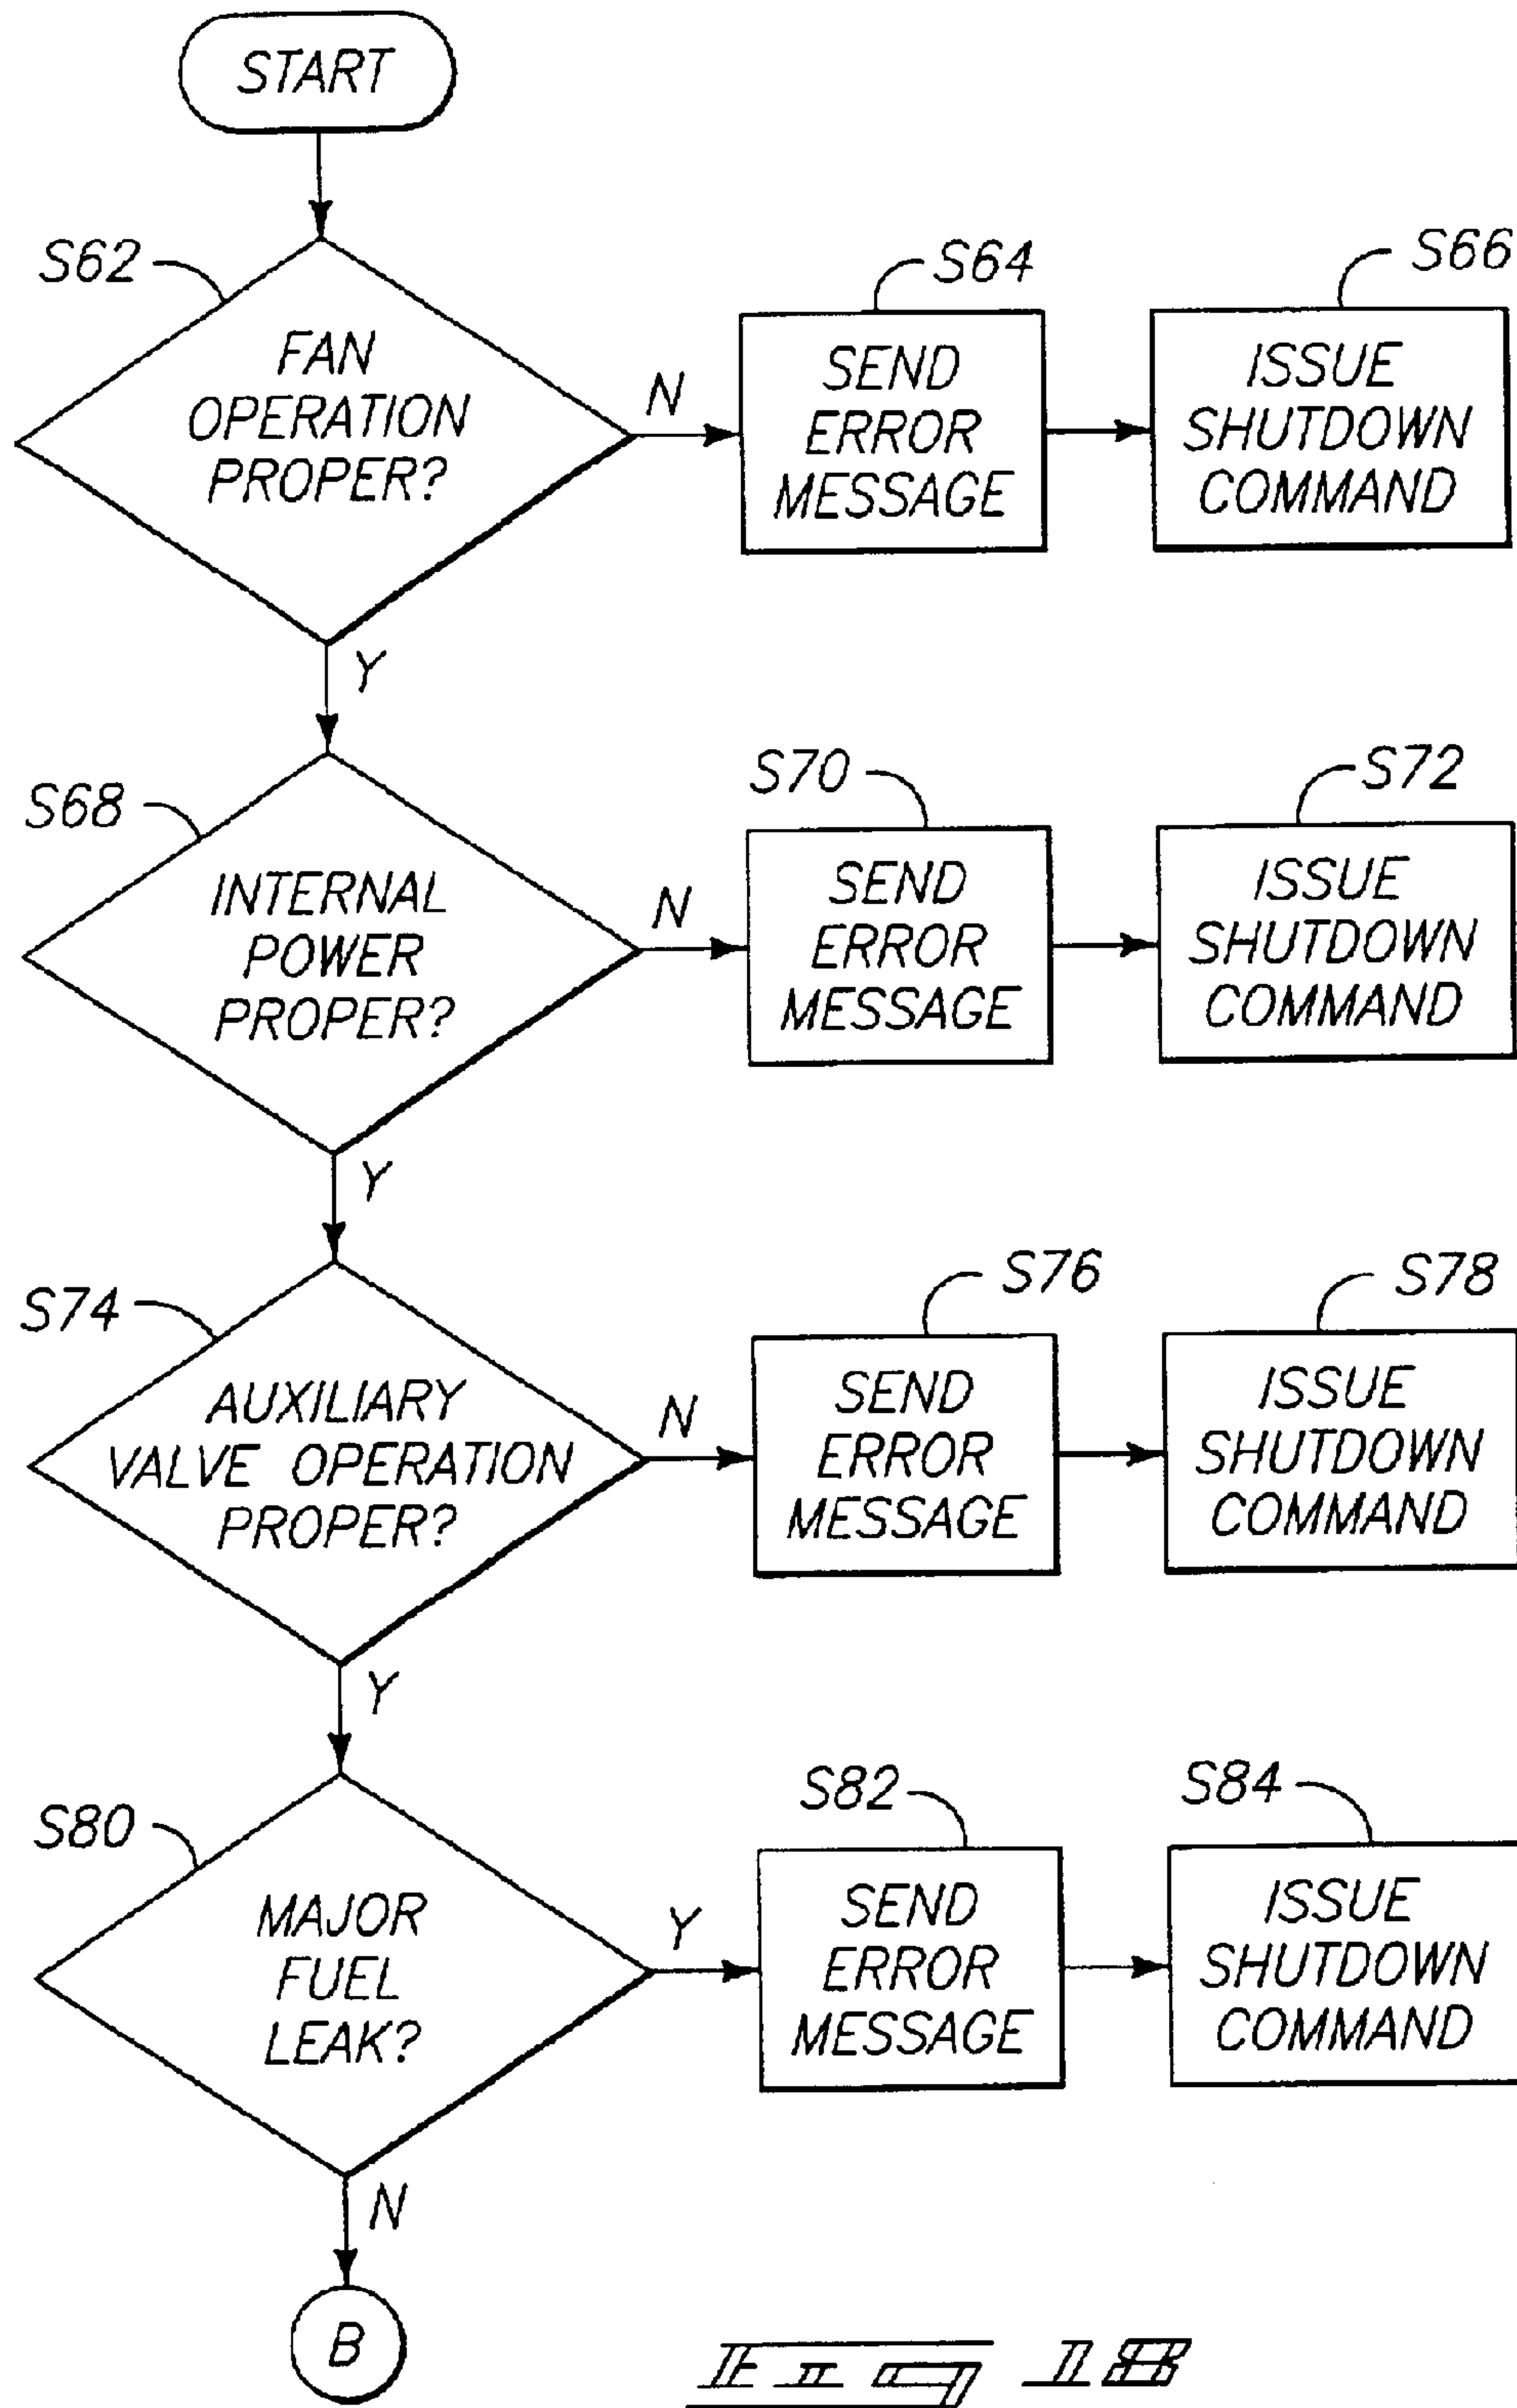 START
S62
FAN
OPERATION
PROPER?
N
S64
SEND
ERROR
MESSAGE
S66
ISSUE
SHUTDOWN
COMMAND
Y
S68
INTERNAL
POWER
PROPER?
N
S70
SEND
ERROR
MESSAGE
S72
ISSUE
SHUTDOWN
COMMAND
Y
S74
AUXILIARY
VALVE OPERATION
PROPER?
N
S76
SEND
ERROR
MESSAGE
S78
ISSUE
SHUTDOWN
COMMAND
Y
S80
MAJOR
FUEL
LEAK?
Y
S82
SEND
ERROR
MESSAGE
S84
ISSUE
SHUTDOWN
COMMAND
N
B
Fig 18